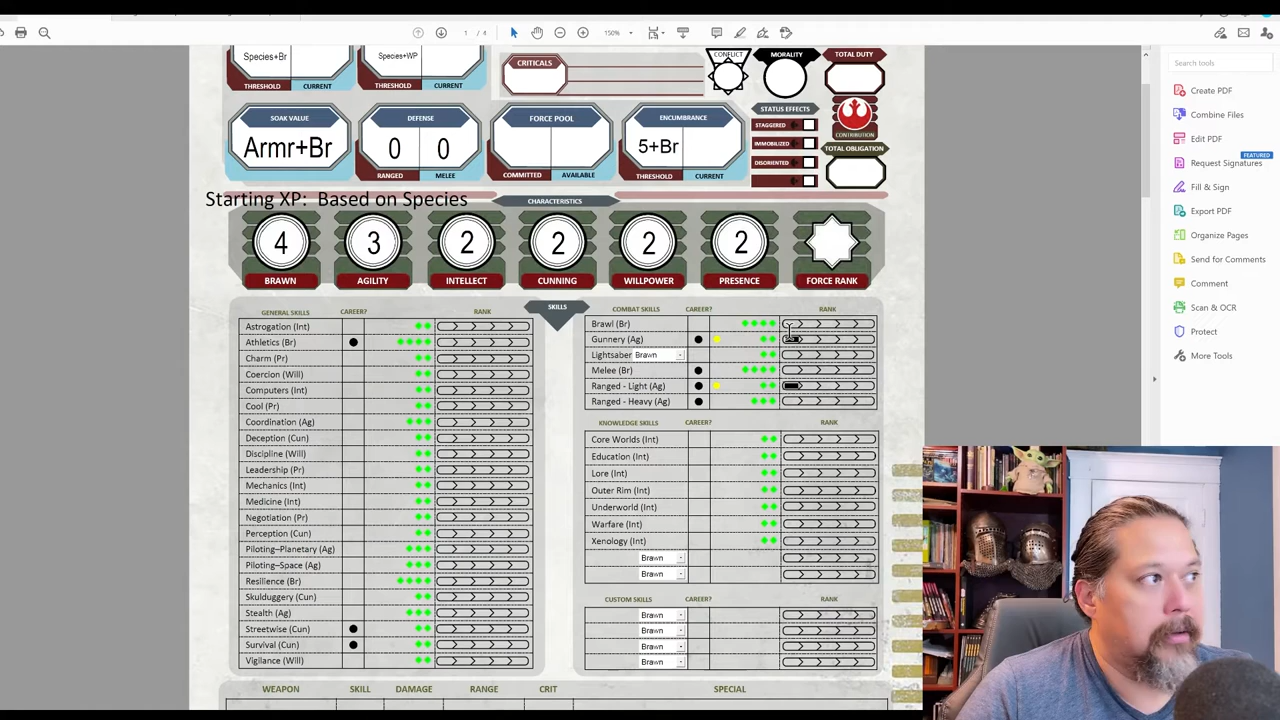 1 / 4
150%
Search tools
Species+Br
Species+WP
THRESHOLD CURRENT THRESHOLD CURRENT
CRITICALS
CONFLICT
MORALITY
TOTAL DUTY
SOAK VALUE
Armr+Br
DEFENSE
0 0
RANGED MELEE
FORCE POOL
COMMITTED AVAILABLE
ENCUMBRANCE
5+Br
THRESHOLD CURRENT
STATUS EFFECTS
STAGGERED
IMMOBILIZED
DISORIENTED
CONTRIBUTION
TOTAL OBLIGATION
Starting XP: Based on Species
CHARACTERISTICS
4 3 2 2 2 2
BRAWN AGILITY INTELLECT CUNNING WILLPOWER PRESENCE FORCE RANK
SKILLS
GENERAL SKILLS CAREER? RANK
Astrogation (Int)
Athletics (Br)
Charm (Pr)
Coercion (Will)
Computers (Int)
Cool (Pr)
Coordination (Ag)
Deception (Cun)
Discipline (Will)
Leadership (Pr)
Mechanics (Int)
Medicine (Int)
Negotiation (Pr)
Perception (Cun)
Piloting–Planetary (Ag)
Piloting–Space (Ag)
Resilience (Br)
Skulduggery (Cun)
Stealth (Ag)
Streetwise (Cun)
Survival (Cun)
Vigilance (Will)
COMBAT SKILLS CAREER? RANK
Brawl (Br)
Gunnery (Ag)
Lightsaber Brawn
Melee (Br)
Ranged - Light (Ag)
Ranged - Heavy (Ag)
KNOWLEDGE SKILLS CAREER? RANK
Core Worlds (Int)
Education (Int)
Lore (Int)
Outer Rim (Int)
Underworld (Int)
Warfare (Int)
Xenology (Int)
Brawn
Brawn
CUSTOM SKILLS CAREER? RANK
Brawn
Brawn
Brawn
Brawn
WEAPON SKILL DAMAGE RANGE CRIT SPECIAL
Create PDF
Combine Files
Edit PDF
FEATURED
Request Signatures
Fill & Sign
Export PDF
Organize Pages
Send for Comments
Comment
Scan & OCR
Protect
More Tools